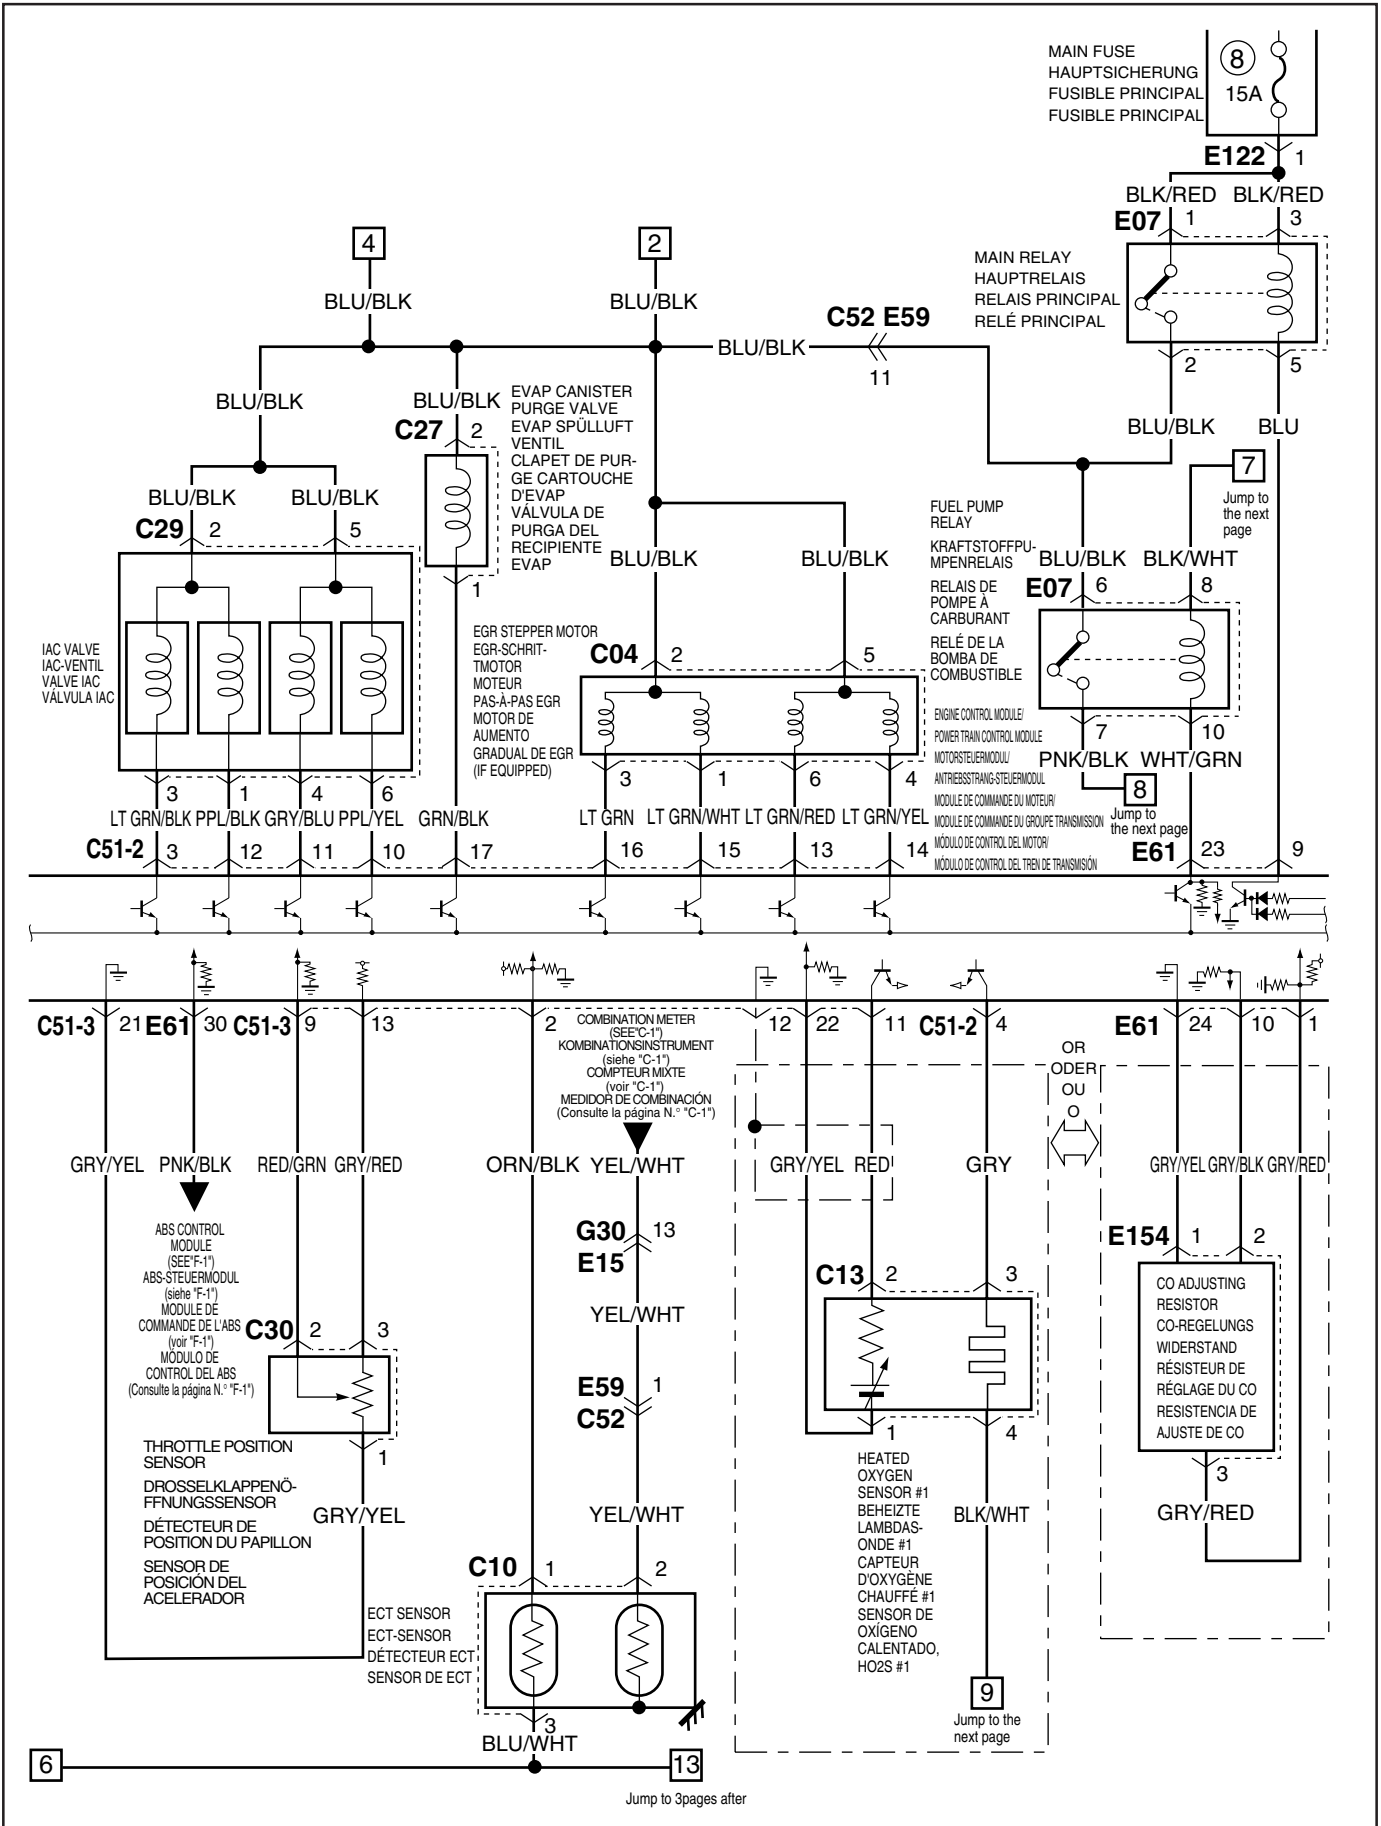 MAIN FUSE
HAUPTSICHERUNG
FUSIBLE PRINCIPAL
FUSIBLE PRINCIPAL
8
15A
E122 1
BLK/RED BLK/RED
E07 1 3
MAIN RELAY
HAUPTRELAIS
RELAIS PRINCIPAL
RELÉ PRINCIPAL
2 5
BLU/BLK BLU
4 2
BLU/BLK BLU/BLK
C52 E59
BLU/BLK
11
BLU/BLK BLU/BLK
C27 2
EVAP CANISTER
PURGE VALVE
EVAP SPÜLLUFT
VENTIL
CLAPET DE PUR-
GE CARTOUCHE
D'EVAP
VÁLVULA DE
PURGA DEL
RECIPIENTE
EVAP
1
BLU/BLK BLU/BLK
C29 2 5
IAC VALVE
IAC-VENTIL
VALVE IAC
VÁLVULA IAC
BLU/BLK BLU/BLK
EGR STEPPER MOTOR
EGR-SCHRIT-
TMOTOR
MOTEUR
PAS-À-PAS EGR
MOTOR DE
AUMENTO
GRADUAL DE EGR
(IF EQUIPPED)
C04 2 5
7
Jump to
the next
page
FUEL PUMP
RELAY
KRAFTSTOFFPU-
MPENRELAIS
RELAIS DE
POMPE À
CARBURANT
RELÉ DE LA
BOMBA DE
COMBUSTIBLE
BLU/BLK BLK/WHT
E07 6 8
7 10
PNK/BLK WHT/GRN
8
Jump to
the next page
ENGINE CONTROL MODULE/
POWER TRAIN CONTROL MODULE
MOTORSTEUERMODUL/
ANTRIEBSSTRANG-STEUERMODUL
MODULE DE COMMANDE DU MOTEUR/
MODULE DE COMMANDE DU GROUPE TRANSMISSION
MÓDULO DE CONTROL DEL MOTOR/
MÓDULO DE CONTROL DEL TREN DE TRANSMISIÓN
3 1 4 6
3 1 6 4
LT GRN/BLK PPL/BLK GRY/BLU PPL/YEL GRN/BLK LT GRN LT GRN/WHT LT GRN/RED LT GRN/YEL
C51-2 3 12 11 10 17 16 15 13 14 E61 23 9
C51-3 21 E61 30 C51-3 9 13 2 12 22 11 C51-2 4 E61 24 10 1
COMBINATION METER
(SEE"C-1")
KOMBINATIONSINSTRUMENT
(siehe "C-1")
COMPTEUR MIXTE
(voir "C-1")
MEDIDOR DE COMBINACIÓN
(Consulte la página N.° "C-1")
OR
ODER
OU
O
GRY/YEL PNK/BLK RED/GRN GRY/RED ORN/BLK YEL/WHT GRY/YEL RED GRY GRY/YEL GRY/BLK GRY/RED
ABS CONTROL
MODULE
(SEE"F-1")
ABS-STEUERMODUL
(siehe "F-1")
MODULE DE
COMMANDE DE L'ABS
(voir "F-1")
MÓDULO DE
CONTROL DEL ABS
(Consulte la página N.° "F-1")
C30 2 3
1
GRY/YEL
THROTTLE POSITION
SENSOR
DROSSELKLAPPENÖ-
FFNUNGSSENSOR
DÉTECTEUR DE
POSITION DU PAPILLON
SENSOR DE
POSICIÓN DEL
ACELERADOR
G30 13
E15
YEL/WHT
E59 1
C52
YEL/WHT
C10 1 2
ECT SENSOR
ECT-SENSOR
DÉTECTEUR ECT
SENSOR DE ECT
3
BLU/WHT
6 13
Jump to 3pages after
C13 2 3
1 4
HEATED
OXYGEN
SENSOR #1
BEHEIZTE
LAMBDAS-
ONDE #1
CAPTEUR
D'OXYGÈNE
CHAUFFÉ #1
SENSOR DE
OXÍGENO
CALENTADO,
HO2S #1
BLK/WHT
9
Jump to the
next page
E154 1 2
CO ADJUSTING
RESISTOR
CO-REGELUNGS
WIDERSTAND
RÉSISTEUR DE
RÉGLAGE DU CO
RESISTENCIA DE
AJUSTE DE CO
3
GRY/RED